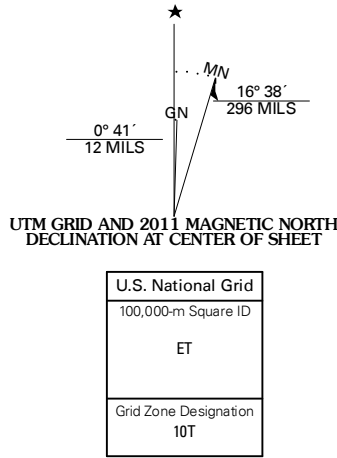 MN
GN
16° 38´
296 MILS
0° 41´
12 MILS
UTM GRID AND 2011 MAGNETIC NORTH
DECLINATION AT CENTER OF SHEET
U.S. National Grid
100,000-m Square ID
ET
Grid Zone Designation
10T